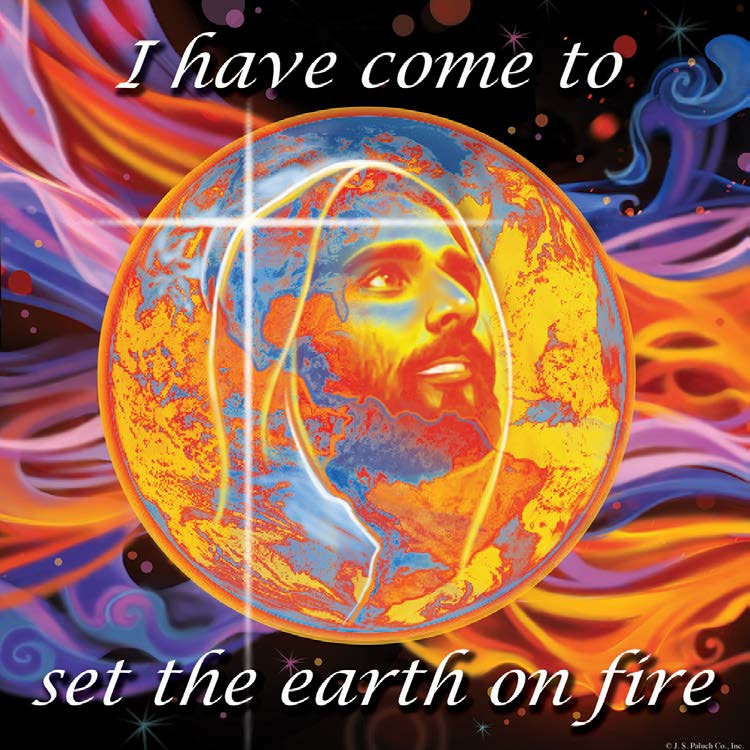 I have come to
set the earth on fire
© J. S. Paluch Co., Inc.